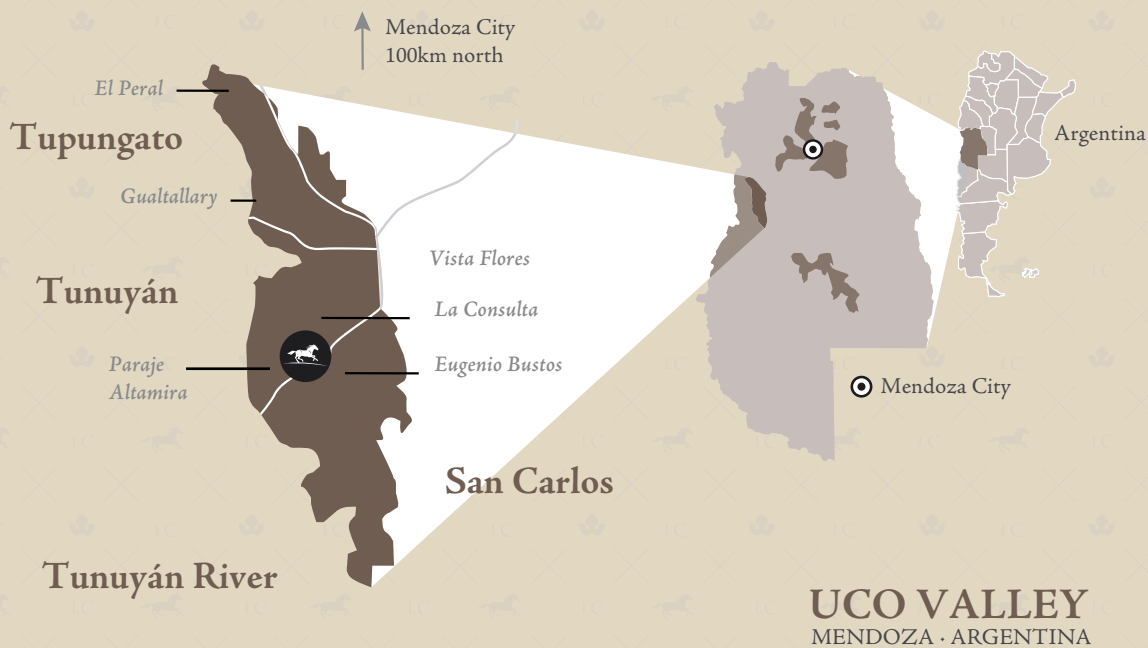 Mendoza City
100km north
El Peral
Tupungato
Argentina
Gualtallary
Vista Flores
Tunuyán
La Consulta
Paraje
Altamira
Eugenio Bustos
Mendoza City
San Carlos
Tunuyán River
UCO VALLEY
MENDOZA · ARGENTINA